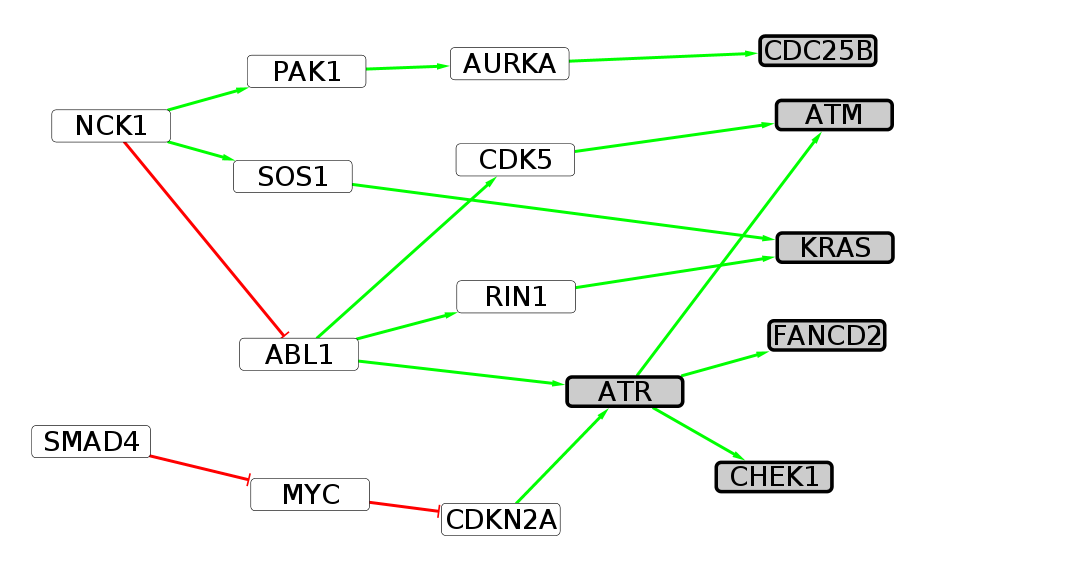 CDC25B
AURKA
PAK1
ATM
NCK1
CDK5
SOS1
KRAS
RIN1
FANCD2
ABL1
ATR
SMAD4
CHEK1
MYC
CDKN2A